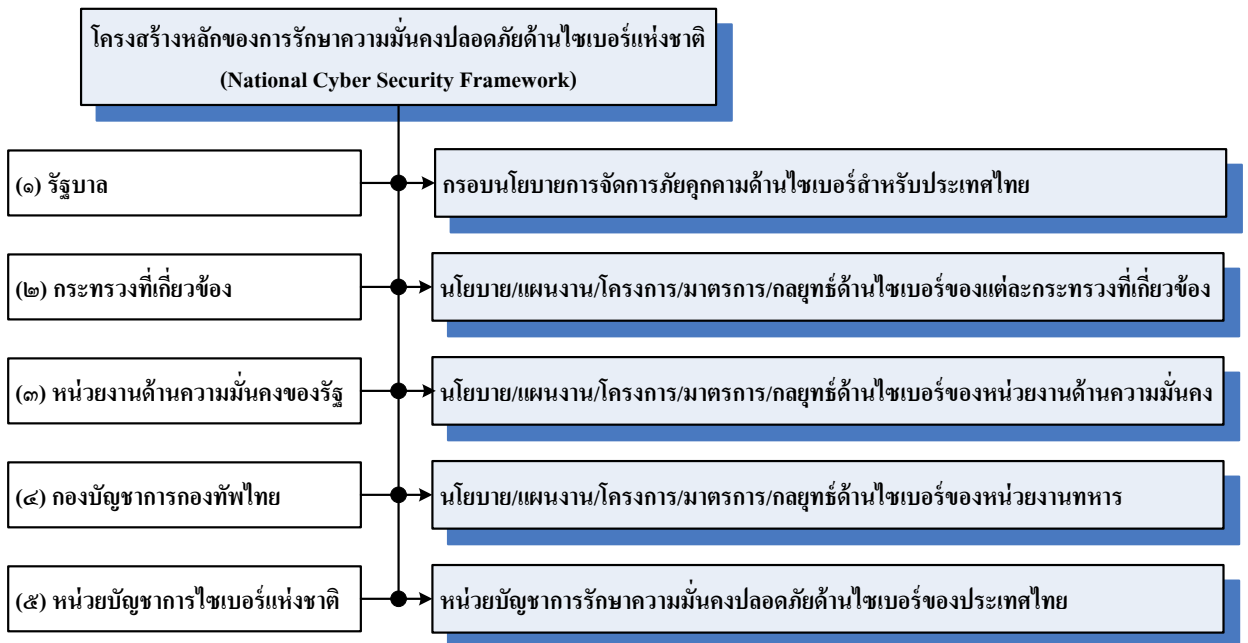 โครงสร้างหลักของการรักษาความมั่นคงปลอดภัยด้านไซเบอร์แห่งชาติ
(National Cyber Security Framework)
(๑) รัฐบาล
กรอบนโยบายการจัดการภัยคุกคามด้านไซเบอร์สำหรับประเทศไทย
(๒) กระทรวงที่เกี่ยวข้อง
นโยบาย/แผนงาน/โครงการ/มาตรการ/กลยุทธ์ด้านไซเบอร์ของแต่ละกระทรวงที่เกี่ยวข้อง
(๓) หน่วยงานด้านความมั่นคงของรัฐ
นโยบาย/แผนงาน/โครงการ/มาตรการ/กลยุทธ์ด้านไซเบอร์ของหน่วยงานด้านความมั่นคง
(๔) กองบัญชาการกองทัพไทย
นโยบาย/แผนงาน/โครงการ/มาตรการ/กลยุทธ์ด้านไซเบอร์ของหน่วยงานทหาร
(๕) หน่วยบัญชาการไซเบอร์แห่งชาติ
หน่วยบัญชาการรักษาความมั่นคงปลอดภัยด้านไซเบอร์ของประเทศไทย